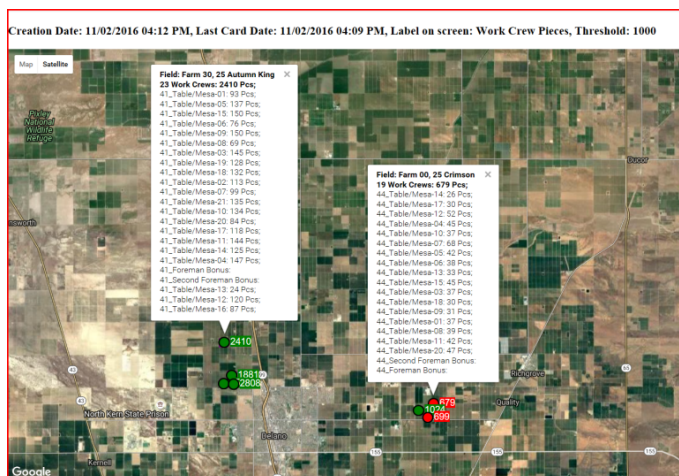 Creation Date: 11/02/2016 04:12 PM, Last Card Date: 11/02/2016 04:09 PM, Label on screen: Work Crew Pieces, Threshold: 1000
Map Satellite
Field: Farm 30, 25 Autumn King
23 Work Crews: 2410 Pcs;
41_Table/Mesa-01: 93 Pcs;
41_Table/Mesa-05: 137 Pcs;
41_Table/Mesa-15: 150 Pcs;
41_Table/Mesa-06: 76 Pcs;
41_Table/Mesa-09: 150 Pcs;
41_Table/Mesa-08: 69 Pcs;
41_Table/Mesa-03: 145 Pcs;
41_Table/Mesa-19: 128 Pcs;
41_Table/Mesa-18: 132 Pcs;
41_Table/Mesa-02: 113 Pcs;
41_Table/Mesa-07: 99 Pcs;
41_Table/Mesa-21: 135 Pcs;
41_Table/Mesa-10: 134 Pcs;
41_Table/Mesa-20: 84 Pcs;
41_Table/Mesa-17: 118 Pcs;
41_Table/Mesa-11: 144 Pcs;
41_Table/Mesa-14: 125 Pcs;
41_Table/Mesa-04: 147 Pcs;
41_Foreman Bonus:
41_Second Foreman Bonus:
41_Table/Mesa-13: 24 Pcs;
41_Table/Mesa-12: 120 Pcs;
41_Table/Mesa-16: 87 Pcs;
Field: Farm 00, 25 Crimson
19 Work Crews: 679 Pcs;
44_Table/Mesa-14: 26 Pcs;
44_Table/Mesa-17: 30 Pcs;
44_Table/Mesa-12: 52 Pcs;
44_Table/Mesa-04: 45 Pcs;
44_Table/Mesa-10: 37 Pcs;
44_Table/Mesa-07: 68 Pcs;
44_Table/Mesa-05: 42 Pcs;
44_Table/Mesa-06: 38 Pcs;
44_Table/Mesa-13: 33 Pcs;
44_Table/Mesa-15: 45 Pcs;
44_Table/Mesa-03: 37 Pcs;
44_Table/Mesa-18: 30 Pcs;
44_Table/Mesa-09: 31 Pcs;
44_Table/Mesa-01: 37 Pcs;
44_Table/Mesa-08: 39 Pcs;
44_Table/Mesa-11: 42 Pcs;
44_Table/Mesa-20: 47 Pcs;
44_Second Foreman Bonus:
44_Foreman Bonus:
Pixley
National
Wildlife
Refuge
Ducor
nsworth
2410
1881
2808
43
43
North Kern State Prison
Delano
Kernell
Richgrove
65
Quality
679
1024
699
155
155
155
Google